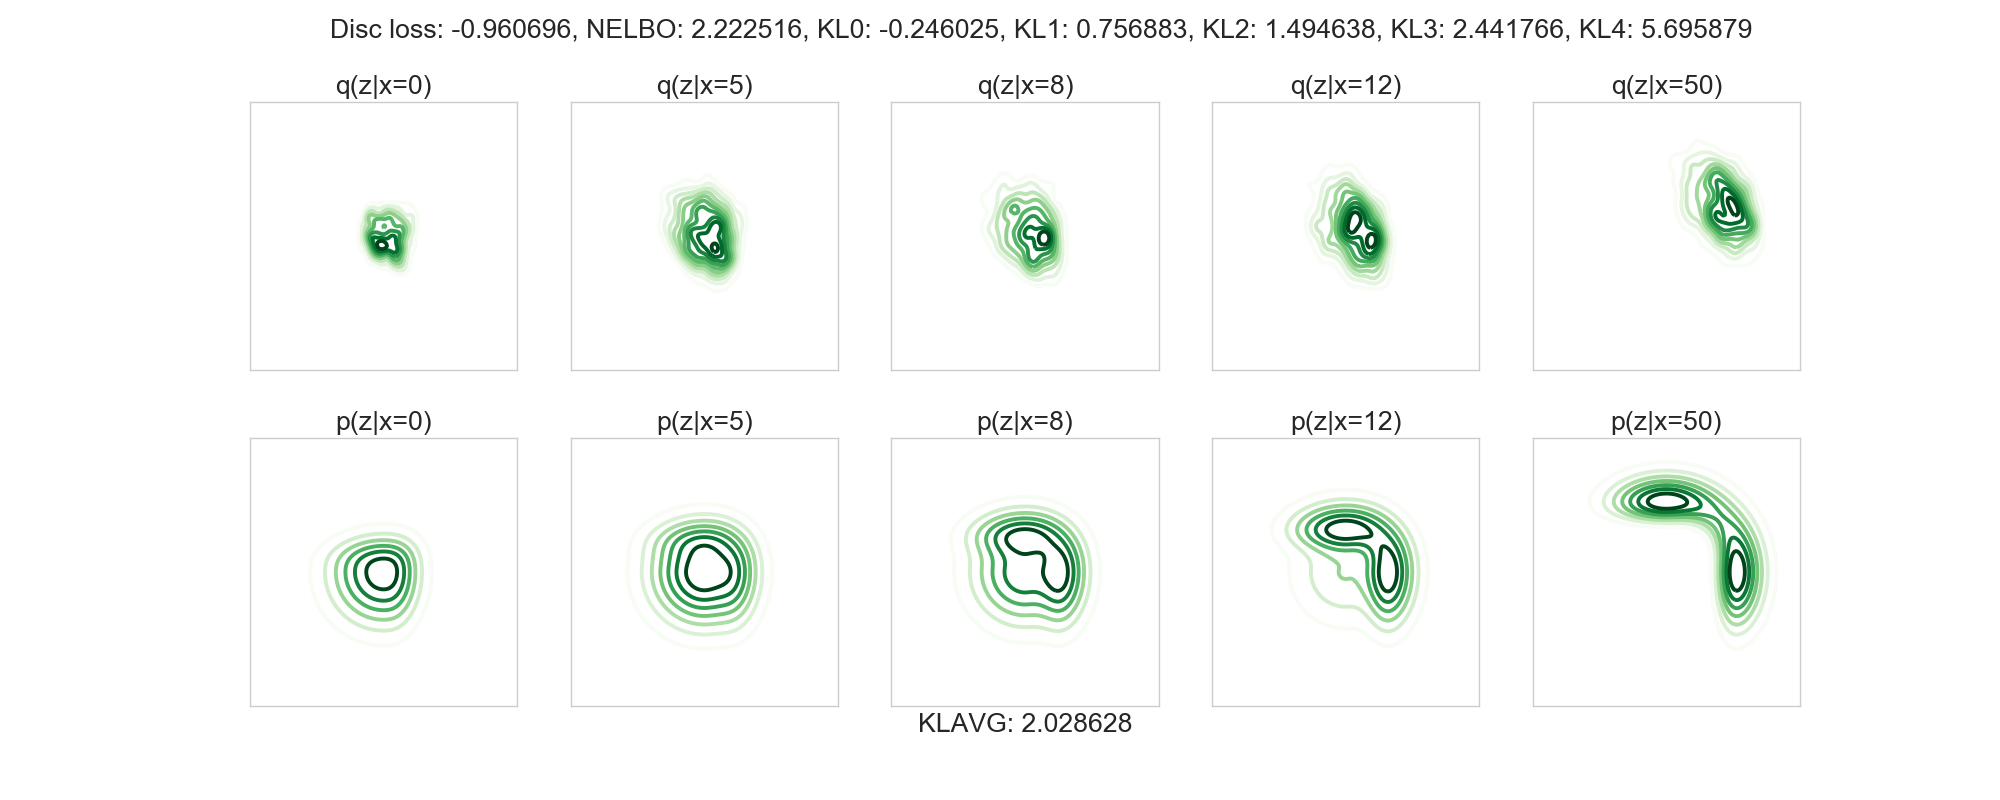 Disc loss: -0.960696, NELBO: 2.222516, KL0: -0.246025, KL1: 0.756883, KL2: 1.494638, KL3: 2.441766, KL4: 5.695879
q(z|x=0) q(z|x=5) q(z|x=8) q(z|x=12) q(z|x=50)
p(z|x=0) p(z|x=5) p(z|x=8) p(z|x=12) p(z|x=50)
KLAVG: 2.028628